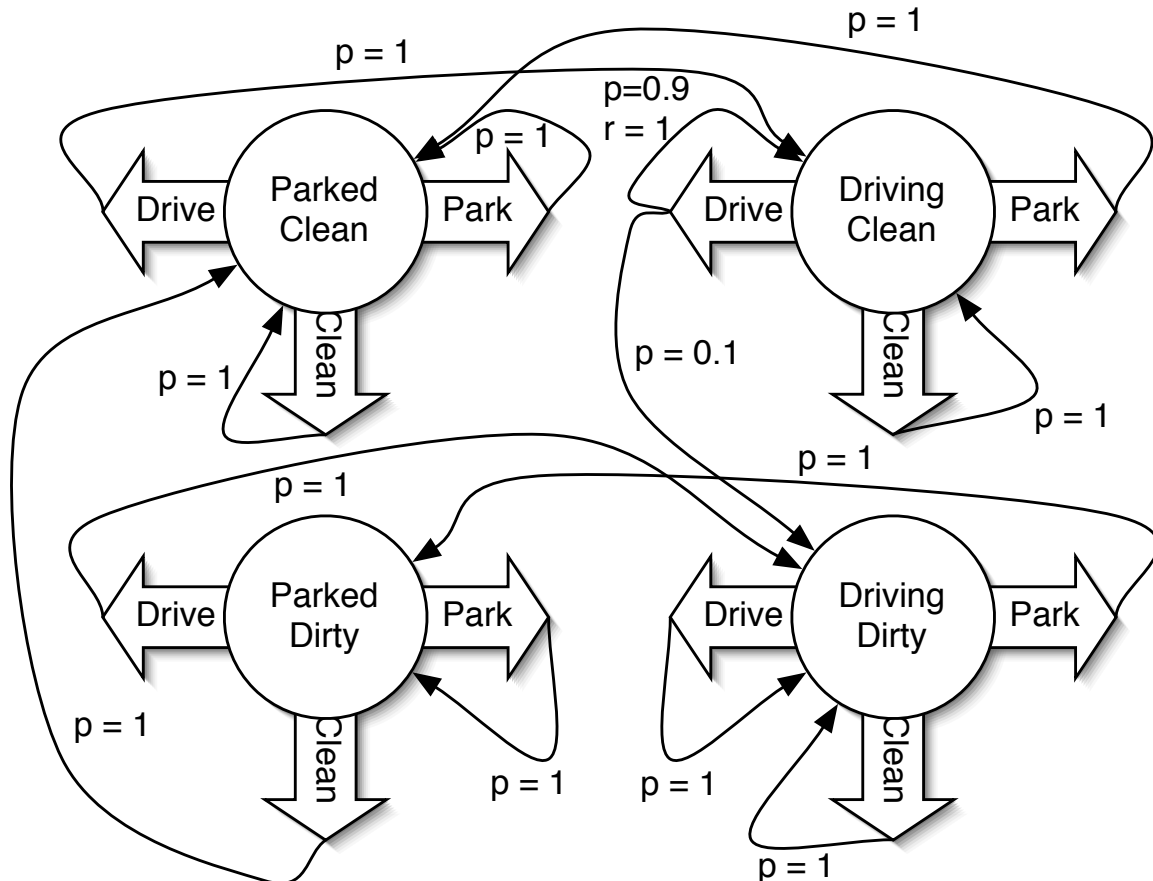 p = 1
p = 1
p=0.9
r = 1
p = 1
Drive
Parked
Clean
Park
Drive
Driving
Clean
Park
Clean
Clean
p = 0.1
p = 1
p = 1
p = 1
p = 1
Drive
Parked
Dirty
Park
Drive
Driving
Dirty
Park
Clean
Clean
p = 1
p = 1
p = 1
p = 1